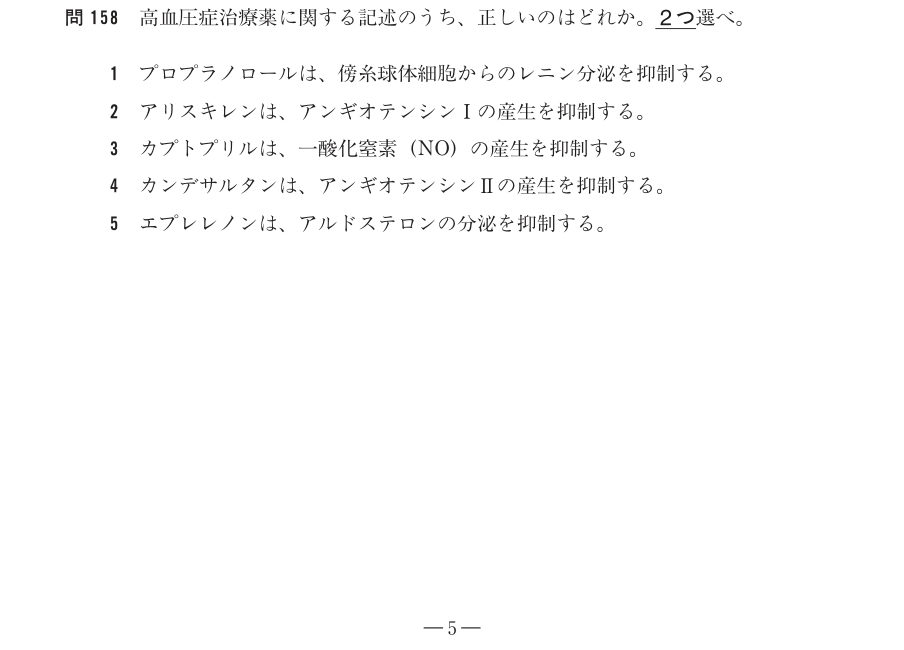 問 158　高血圧症治療薬に関する記述のうち、正しいのはどれか。２つ選べ。
1　プロプラノロールは、傍糸球体細胞からのレニン分泌を抑制する。
2　アリスキレンは、アンギオテンシンⅠの産生を抑制する。
3　カプトプリルは、一酸化窒素（NO）の産生を抑制する。
4　カンデサルタンは、アンギオテンシンⅡの産生を抑制する。
5　エプレレノンは、アルドステロンの分泌を抑制する。
— 5 —